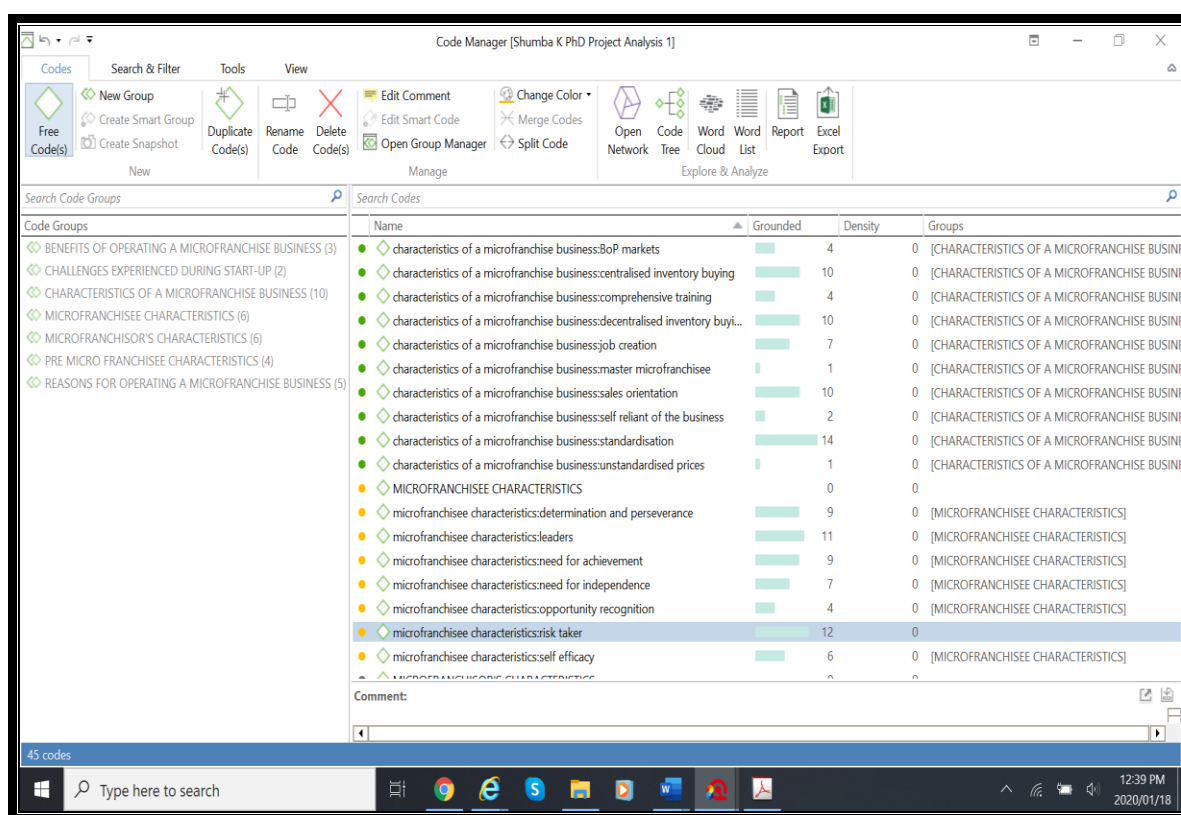 Code Manager [Shumba K PhD Project Analysis 1]
Codes Search & Filter Tools View
Free Code(s)
New Group
Create Smart Group
Create Snapshot
Duplicate Code(s)
Rename Code
Delete Code(s)
Edit Comment
Edit Smart Code
Open Group Manager
Change Color
Merge Codes
Split Code
Open Network
Code Tree
Word Cloud
Word List
Report
Excel Export
New Manage Explore & Analyze
Search Code Groups
Code Groups
BENEFITS OF OPERATING A MICROFRANCHISE BUSINESS (3)
CHALLENGES EXPERIENCED DURING START-UP (2)
CHARACTERISTICS OF A MICROFRANCHISE BUSINESS (10)
MICROFRANCHISEE CHARACTERISTICS (6)
MICROFRANCHISOR'S CHARACTERISTICS (6)
PRE MICRO FRANCHISEE CHARACTERISTICS (4)
REASONS FOR OPERATING A MICROFRANCHISE BUSINESS (5)
Search Codes
Name Grounded Density Groups
characteristics of a microfranchise business:BoP markets 4 0 [CHARACTERISTICS OF A MICROFRANCHISE BUSINE
characteristics of a microfranchise business:centralised inventory buying 10 0 [CHARACTERISTICS OF A MICROFRANCHISE BUSINE
characteristics of a microfranchise business:comprehensive training 4 0 [CHARACTERISTICS OF A MICROFRANCHISE BUSINE
characteristics of a microfranchise business:decentralised inventory buyi... 10 0 [CHARACTERISTICS OF A MICROFRANCHISE BUSINE
characteristics of a microfranchise business:job creation 7 0 [CHARACTERISTICS OF A MICROFRANCHISE BUSINE
characteristics of a microfranchise business:master microfranchisee 1 0 [CHARACTERISTICS OF A MICROFRANCHISE BUSINE
characteristics of a microfranchise business:sales orientation 10 0 [CHARACTERISTICS OF A MICROFRANCHISE BUSINE
characteristics of a microfranchise business:self reliant of the business 2 0 [CHARACTERISTICS OF A MICROFRANCHISE BUSINE
characteristics of a microfranchise business:standardisation 14 0 [CHARACTERISTICS OF A MICROFRANCHISE BUSINE
characteristics of a microfranchise business:unstandardised prices 1 0 [CHARACTERISTICS OF A MICROFRANCHISE BUSINE
MICROFRANCHISEE CHARACTERISTICS 0 0
microfranchisee characteristics:determination and perseverance 9 0 [MICROFRANCHISEE CHARACTERISTICS]
microfranchisee characteristics:leaders 11 0 [MICROFRANCHISEE CHARACTERISTICS]
microfranchisee characteristics:need for achievement 9 0 [MICROFRANCHISEE CHARACTERISTICS]
microfranchisee characteristics:need for independence 7 0 [MICROFRANCHISEE CHARACTERISTICS]
microfranchisee characteristics:opportunity recognition 4 0 [MICROFRANCHISEE CHARACTERISTICS]
microfranchisee characteristics:risk taker 12 0
microfranchisee characteristics:self efficacy 6 0 [MICROFRANCHISEE CHARACTERISTICS]
MICROFRANCHISOR'S CHARACTERISTICS 0 0
Comment:
45 codes
Type here to search
12:39 PM
2020/01/18